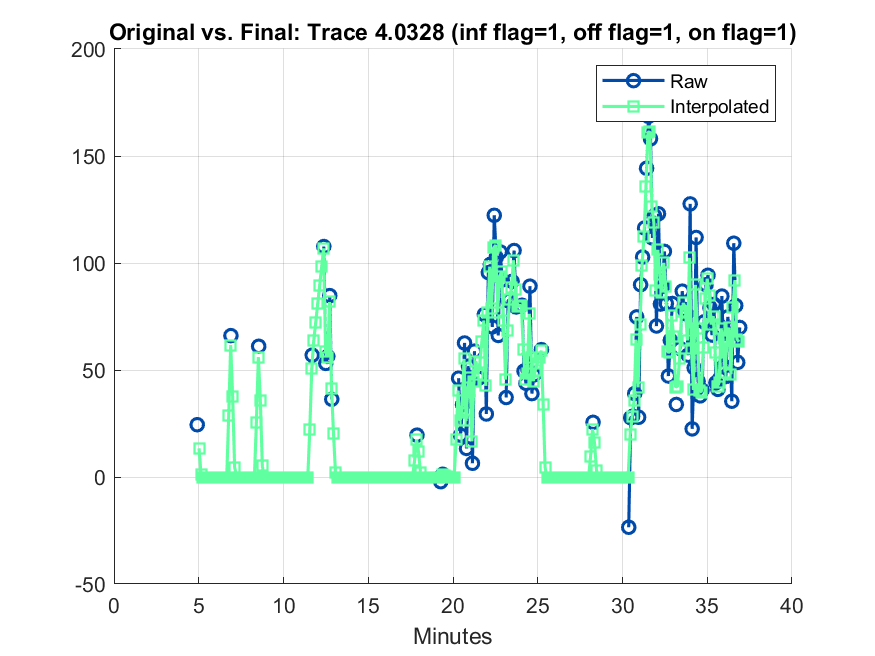 Original vs. Final: Trace 4.0328 (inf flag=1, off flag=1, on flag=1)
200
150
100
50
0
-50
Raw
Interpolated
0 5 10 15 20 25 30 35 40
Minutes